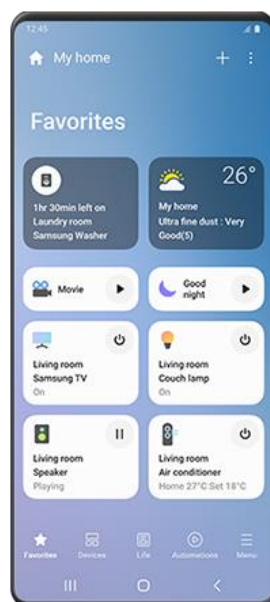 12:45
My home
Favorites
26°
1hr 30min left on
Laundry room
Samsung Washer
My home
Ultra fine dust : Very
Good(5)
Movie
Good
night
Living room
Samsung TV
On
Living room
Couch lamp
On
Living room
Speaker
Playing
Living room
Air conditioner
Home 27°C Set 18°C
Favorites
Devices
Life
Automations
Menu